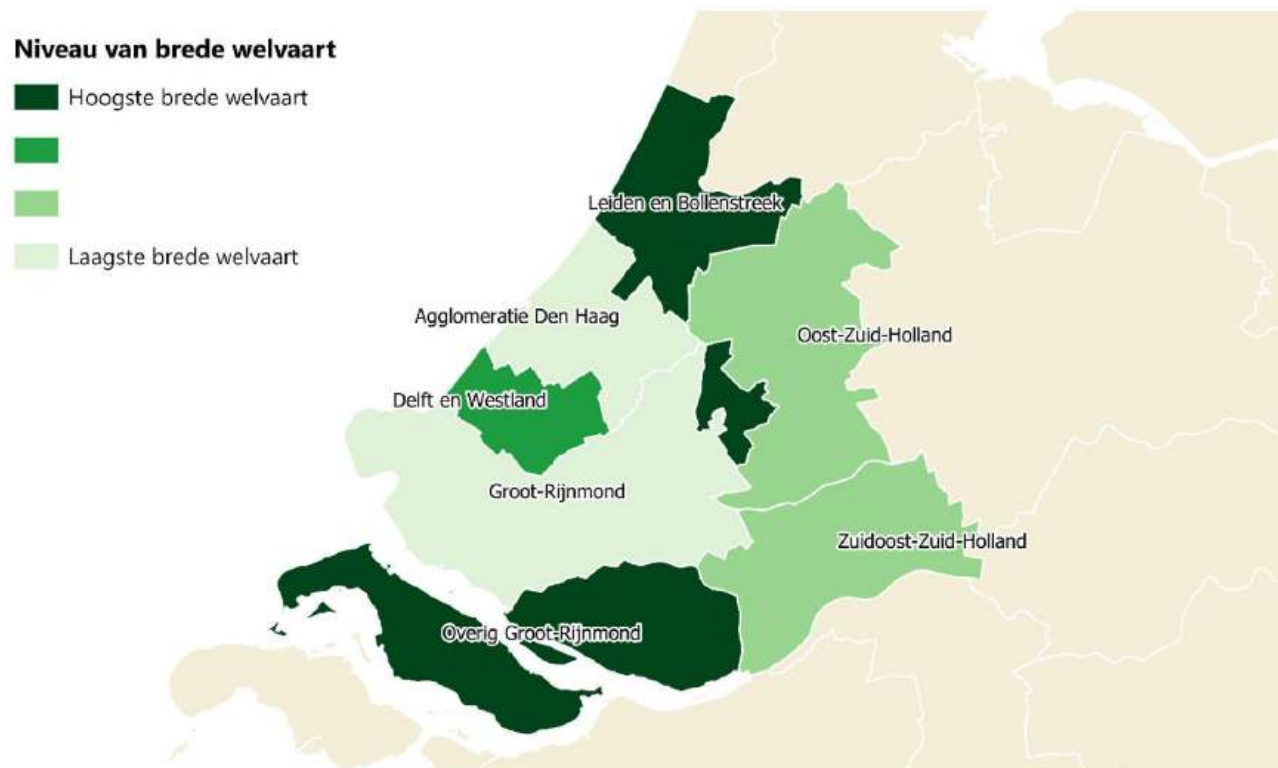 Niveau van brede welvaart
Hoogste brede welvaart
Laagste brede welvaart
Leiden en Bollenstreek
Agglomeratie Den Haag
Oost-Zuid-Holland
Delft en Westland
Groot-Rijnmond
Zuidoost-Zuid-Holland
Overig Groot-Rijnmond